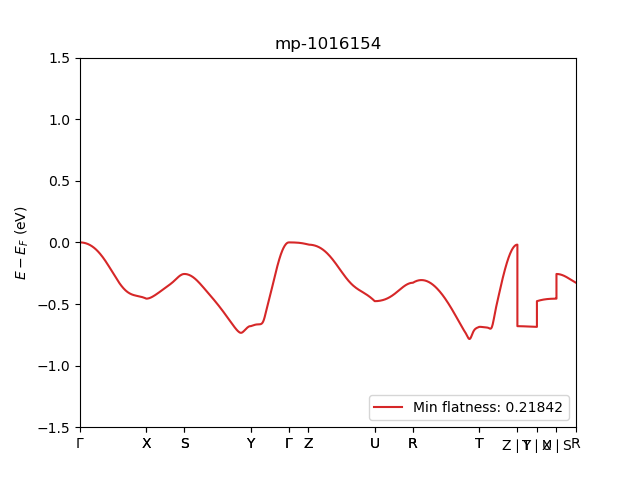 mp-1016154
1.5
1.0
0.5
0.0
−0.5
−1.0
−1.5
E − E_F (eV)
Min flatness: 0.21842
Γ X S Y Γ Z U R T Z|T Y|U X|S R